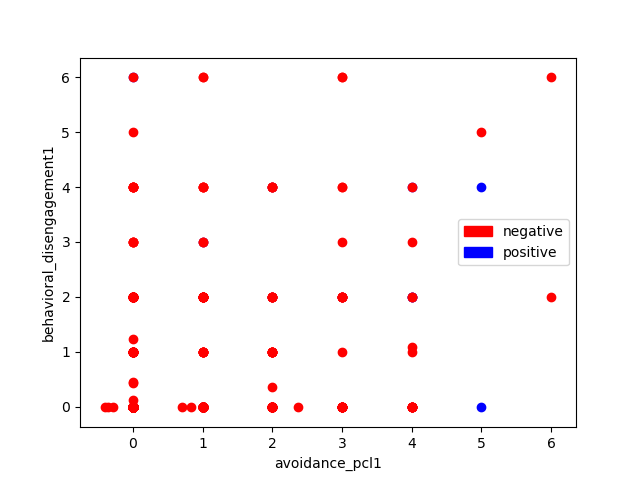 6
5
4
3
2
1
0
behavioral_disengagement1
negative
positive
0 1 2 3 4 5 6
avoidance_pcl1